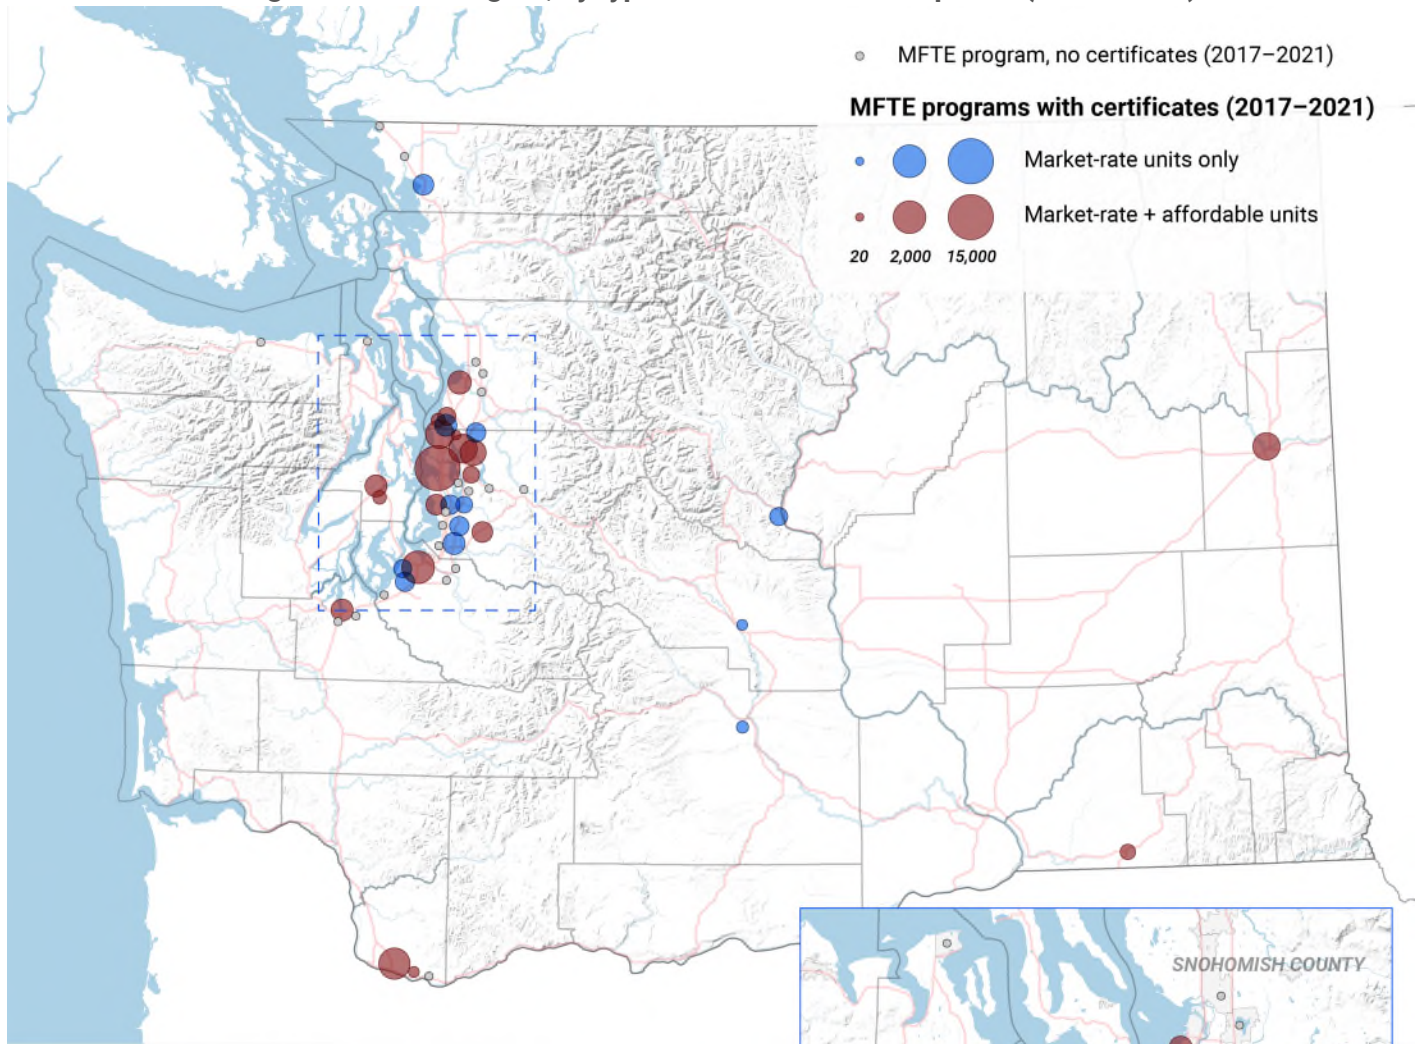 MFTE program, no certificates (2017–2021)
MFTE programs with certificates (2017–2021)
Market-rate units only
Market-rate + affordable units
20 2,000 15,000
SNOHOMISH COUNTY